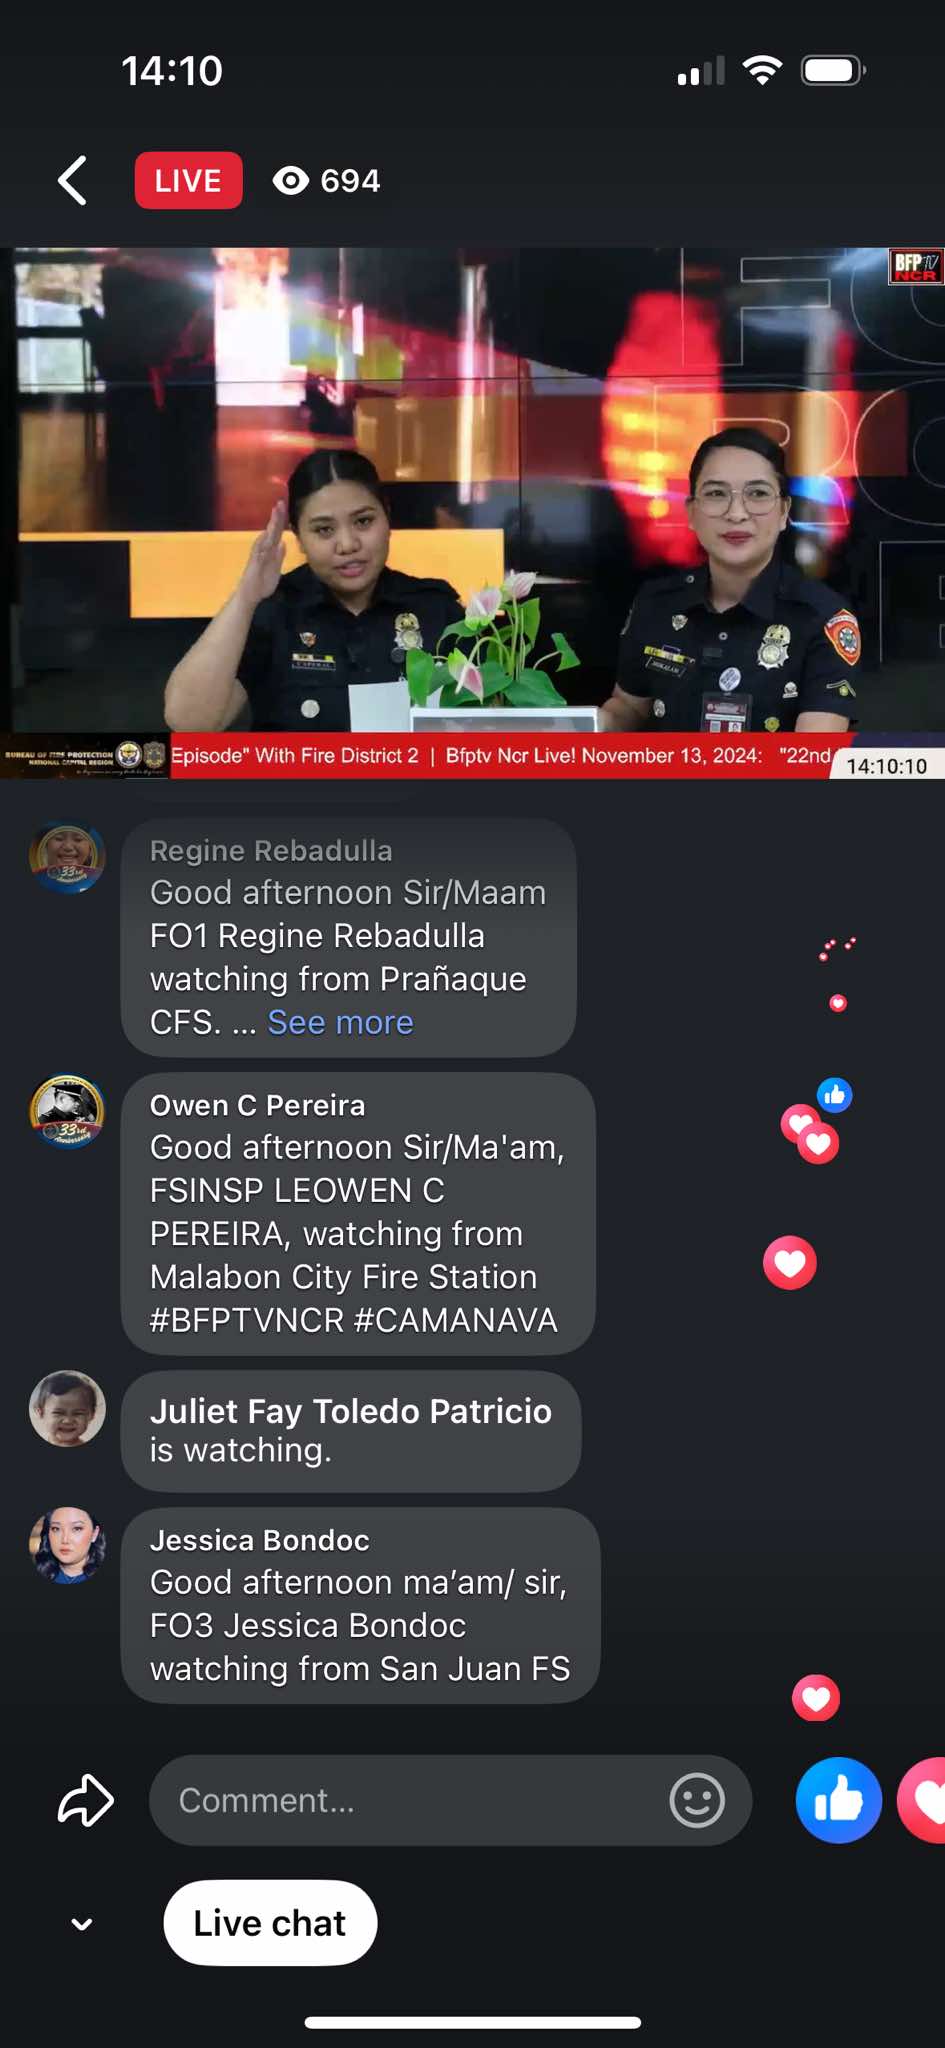 14:10
LIVE 694
BFP TV
NCR
BUREAU OF FIRE PROTECTION
NATIONAL CAPITAL REGION
Episode" With Fire District 2 | Bfptv Ncr Live! November 13, 2024: "22nd
14:10:10
33rd
Anniversary
Regine Rebadulla
Good afternoon Sir/Maam
FO1 Regine Rebadulla
watching from Prañaque
CFS. ... See more
33rd
Anniversary
Owen C Pereira
Good afternoon Sir/Ma'am,
FSINSP LEOWEN C
PEREIRA, watching from
Malabon City Fire Station
#BFPTVNCR #CAMANAVA
Juliet Fay Toledo Patricio
is watching.
Jessica Bondoc
Good afternoon ma’am/ sir,
FO3 Jessica Bondoc
watching from San Juan FS
Comment...
Live chat